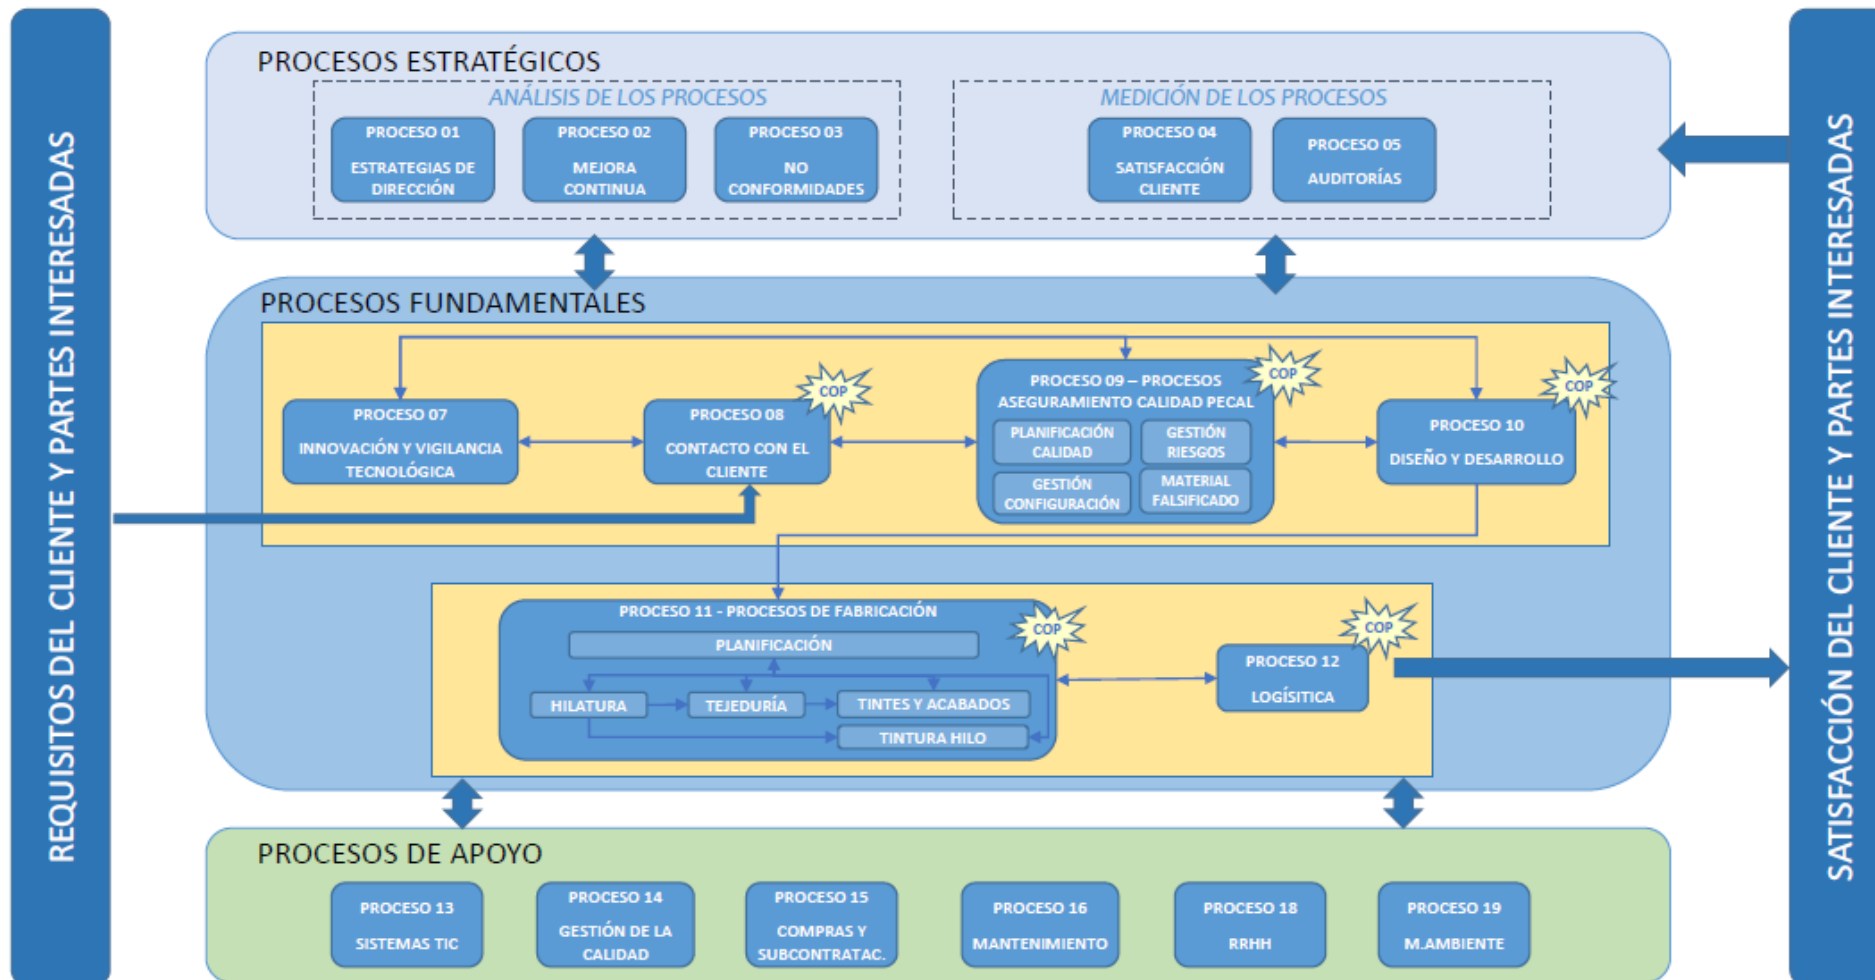 REQUISITOS DEL CLIENTE Y PARTES INTERESADAS
PROCESOS ESTRATÉGICOS
ANÁLISIS DE LOS PROCESOS
PROCESO 01
ESTRATEGIAS DE
DIRECCIÓN
PROCESO 02
MEJORA
CONTINUA
PROCESO 03
NO
CONFORMIDADES
MEDICIÓN DE LOS PROCESOS
PROCESO 04
SATISFACCIÓN
CLIENTE
PROCESO 05
AUDITORÍAS
PROCESOS FUNDAMENTALES
PROCESO 07
INNOVACIÓN Y VIGILANCIA
TECNOLÓGICA
PROCESO 08
CONTACTO CON EL
CLIENTE
COP
PROCESO 09 – PROCESOS
ASEGURAMIENTO CALIDAD PECAL
COP
PLANIFICACIÓN
CALIDAD
GESTIÓN
RIESGOS
GESTIÓN
CONFIGURACIÓN
MATERIAL
FALSIFICADO
PROCESO 10
DISEÑO Y DESARROLLO
COP
PROCESO 11 - PROCESOS DE FABRICACIÓN
COP
PLANIFICACIÓN
HILATURA
TEJEDURÍA
TINTES Y ACABADOS
TINTURA HILO
PROCESO 12
LOGÍSITICA
COP
PROCESOS DE APOYO
PROCESO 13
SISTEMAS TIC
PROCESO 14
GESTIÓN DE LA
CALIDAD
PROCESO 15
COMPRAS Y
SUBCONTRATAC.
PROCESO 16
MANTENIMIENTO
PROCESO 18
RRHH
PROCESO 19
M.AMBIENTE
SATISFACCIÓN DEL CLIENTE Y PARTES INTERESADAS